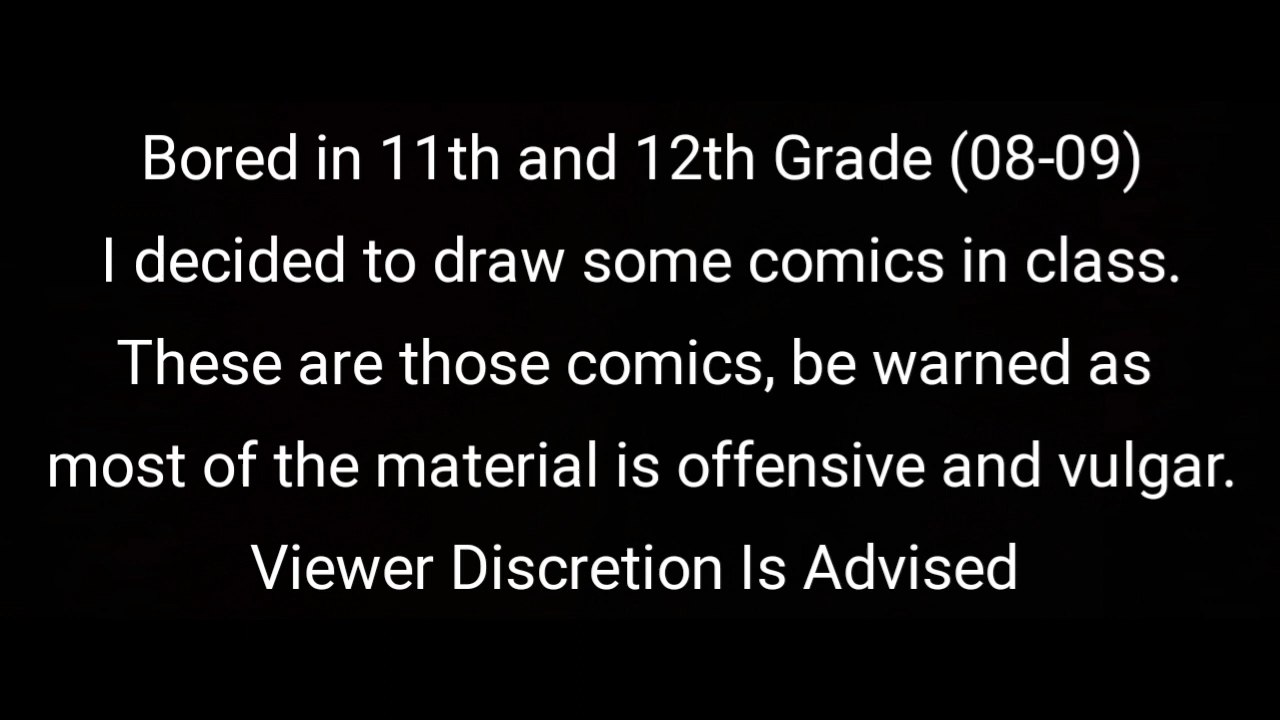 Bored in 11th and 12th Grade (08-09)
I decided to draw some comics in class.
These are those comics, be warned as
most of the material is offensive and vulgar.
Viewer Discretion Is Advised